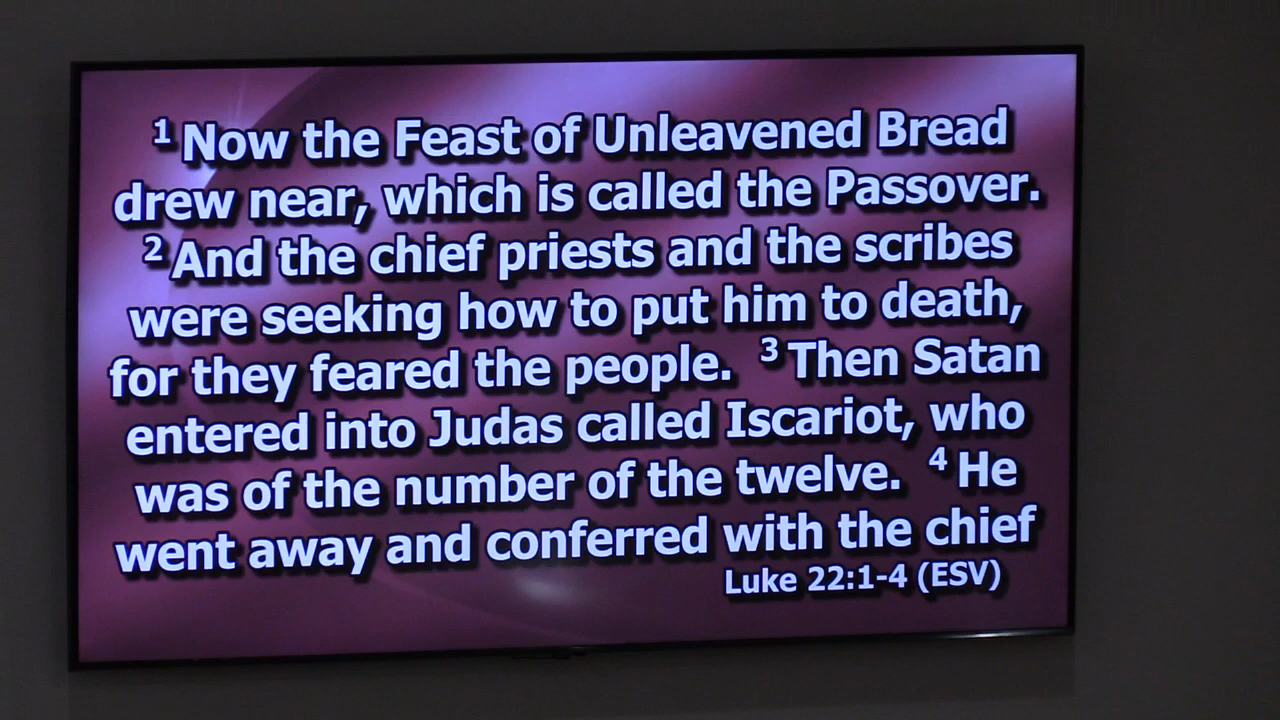 1 Now the Feast of Unleavened Bread
drew near, which is called the Passover.
2 And the chief priests and the scribes
were seeking how to put him to death,
for they feared the people. 3 Then Satan
entered into Judas called Iscariot, who
was of the number of the twelve. 4 He
went away and conferred with the chief
Luke 22:1-4 (ESV)